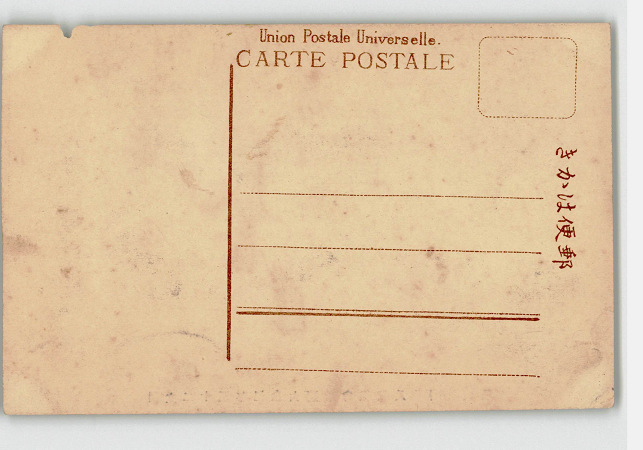 Union Postale Universelle.
CARTE POSTALE
きかは便郵